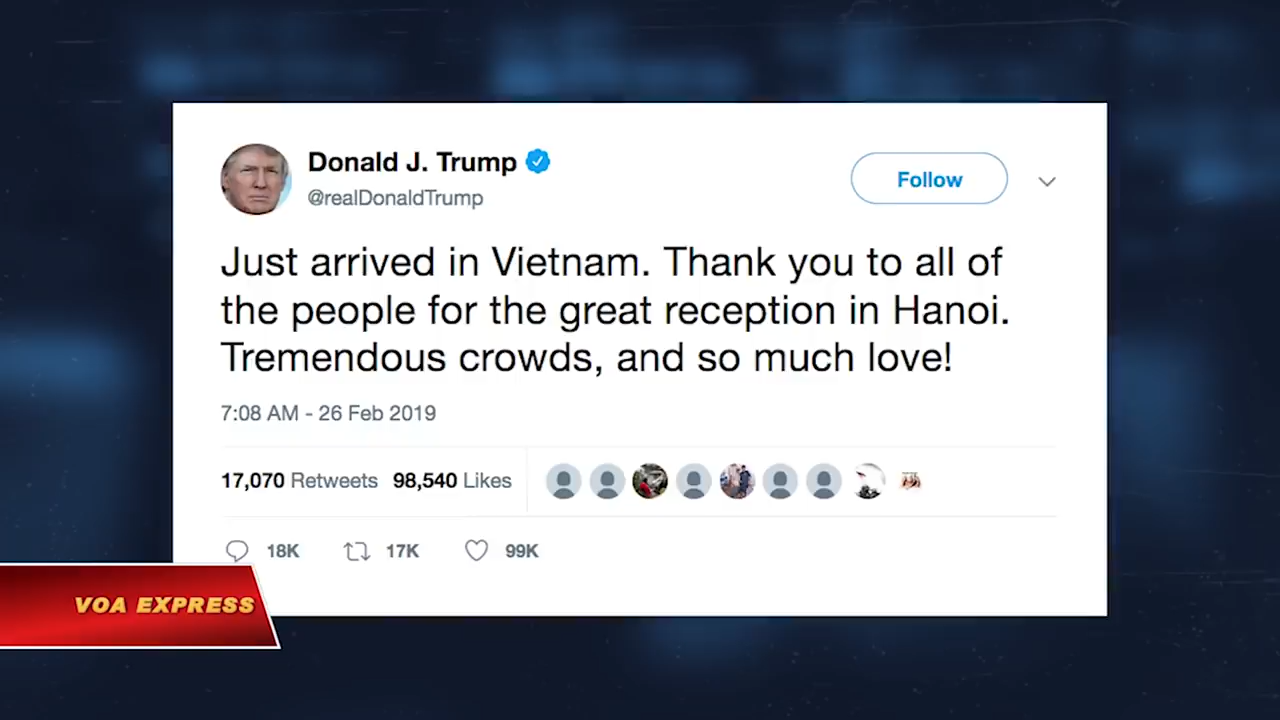 Donald J. Trump
@realDonaldTrump
Follow
Just arrived in Vietnam. Thank you to all of
the people for the great reception in Hanoi.
Tremendous crowds, and so much love!
7:08 AM - 26 Feb 2019
17,070 Retweets 98,540 Likes
18K 17K 99K
VOA EXPRESS